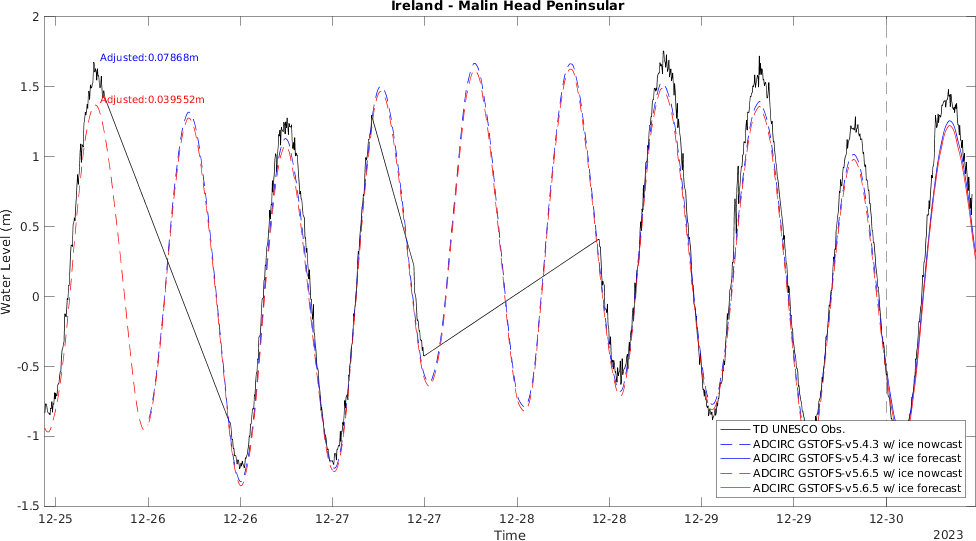 Ireland - Malin Head Peninsular
2
1.5
1
0.5
0
-0.5
-1
-1.5
Water Level (m)
Adjusted:0.07868m
Adjusted:0.039552m
TD UNESCO Obs.
ADCIRC GSTOFS-v5.4.3 w/ ice nowcast
ADCIRC GSTOFS-v5.4.3 w/ ice forecast
ADCIRC GSTOFS-v5.6.5 w/ ice nowcast
ADCIRC GSTOFS-v5.6.5 w/ ice forecast
12-25 12-26 12-26 12-27 12-27 12-28 12-28 12-29 12-29 12-30
Time
2023